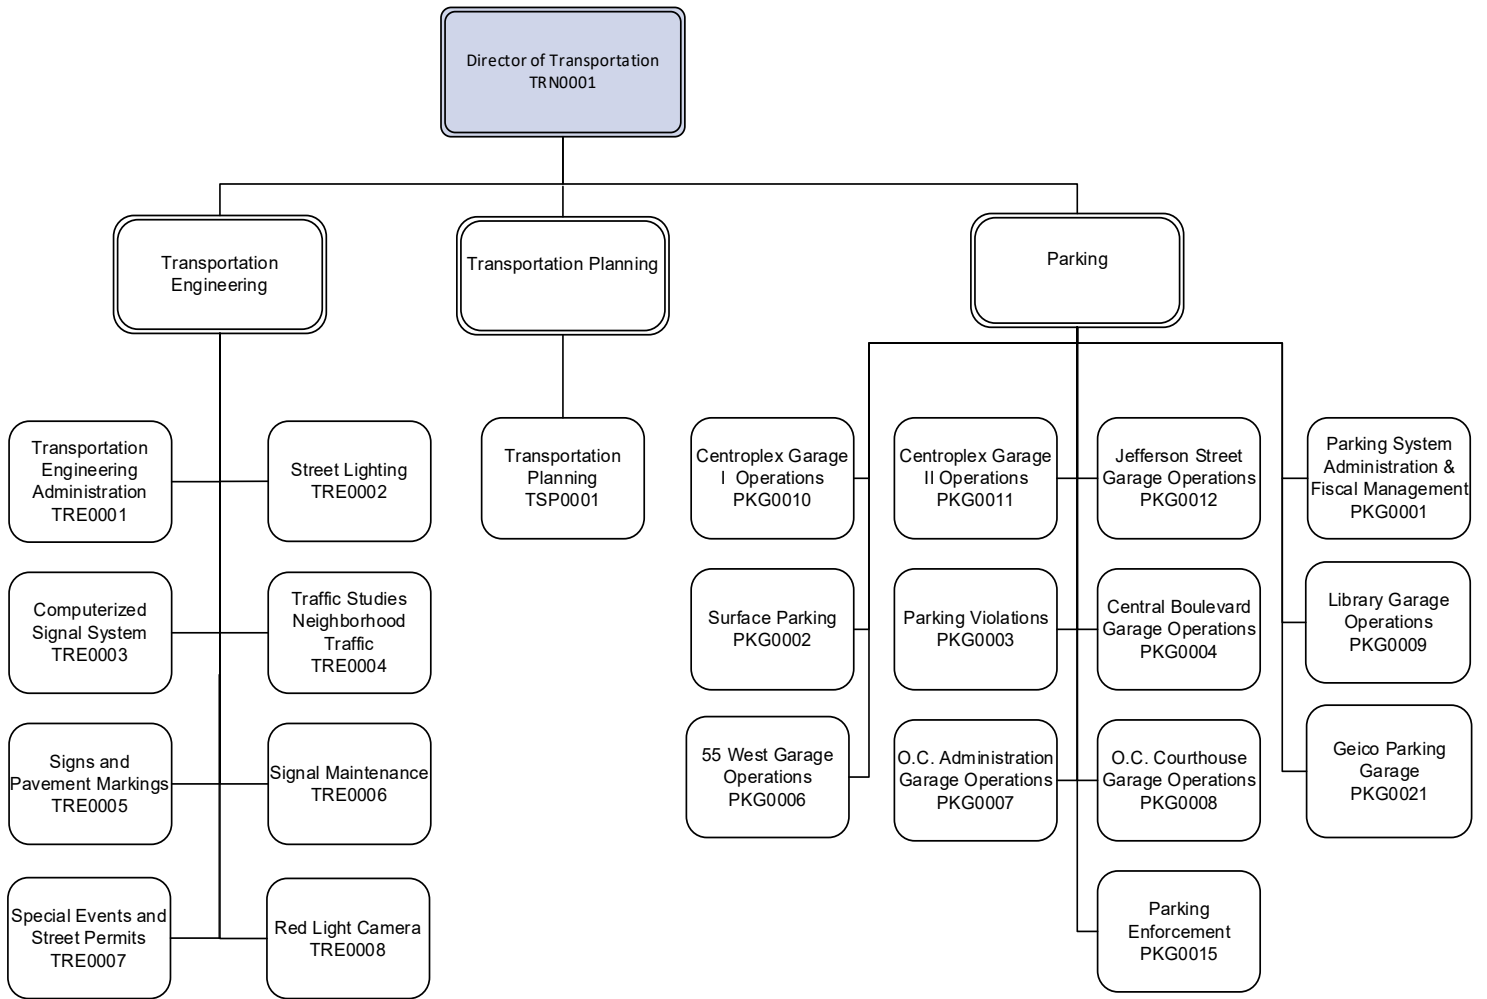 Director of Transportation
TRN0001
Transportation
Engineering
Transportation Planning
Parking
Transportation
Engineering
Administration
TRE0001
Street Lighting
TRE0002
Transportation
Planning
TSP0001
Centroplex Garage
I Operations
PKG0010
Centroplex Garage
II Operations
PKG0011
Jefferson Street
Garage Operations
PKG0012
Parking System
Administration &
Fiscal Management
PKG0001
Computerized
Signal System
TRE0003
Traffic Studies
Neighborhood
Traffic
TRE0004
Surface Parking
PKG0002
Parking Violations
PKG0003
Central Boulevard
Garage Operations
PKG0004
Library Garage
Operations
PKG0009
Signs and
Pavement Markings
TRE0005
Signal Maintenance
TRE0006
55 West Garage
Operations
PKG0006
O.C. Administration
Garage Operations
PKG0007
O.C. Courthouse
Garage Operations
PKG0008
Geico Parking
Garage
PKG0021
Special Events and
Street Permits
TRE0007
Red Light Camera
TRE0008
Parking
Enforcement
PKG0015